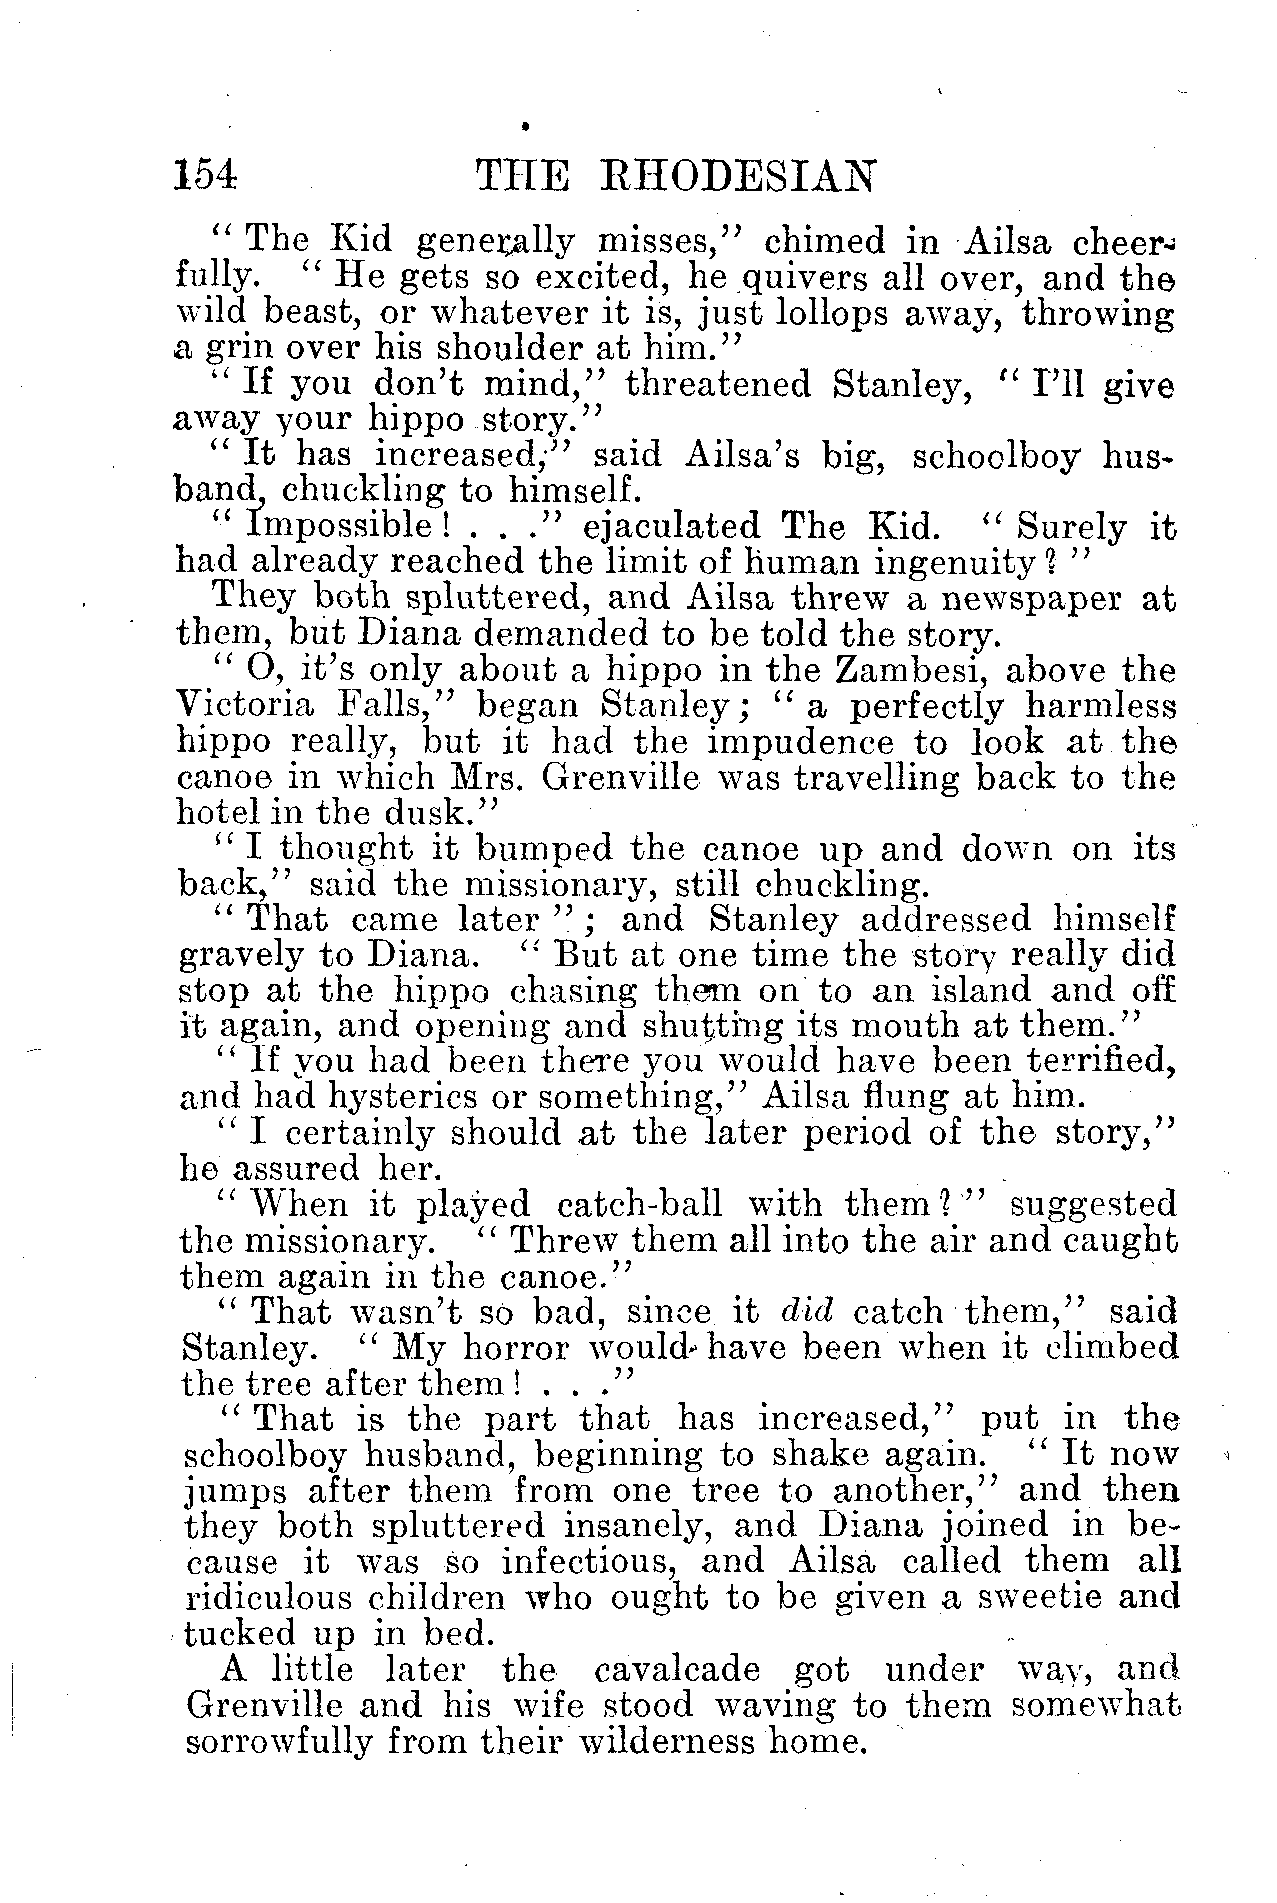 154 THE RHODESIAN
“ The Kid generally misses,” chimed in Ailsa cheer-
fully. “ He gets so excited, he quivers all over, and the
wild beast, or whatever it is, just lollops away, throwing
a grin over his shoulder at him.”
“ If you don’t mind,” threatened Stanley, “ I’ll give
away your hippo story.”
“ It has increased,” said Ailsa’s big, schoolboy hus-
band, chuckling to himself.
“ Impossible ! . . .” ejaculated The Kid. “ Surely it
had already reached the limit of human ingenuity ? ”
They both spluttered, and Ailsa threw a newspaper at
them, but Diana demanded to be told the story.
“ O, it’s only about a hippo in the Zambesi, above the
Victoria Falls,” began Stanley ; “ a perfectly harmless
hippo really, but it had the impudence to look at the
canoe in which Mrs. Grenville was travelling back to the
hotel in the dusk.”
“ I thought it bumped the canoe up and down on its
back,” said the missionary, still chuckling.
“ That came later ” ; and Stanley addressed himself
gravely to Diana. “ But at one time the story really did
stop at the hippo chasing them on to an island and off
it again, and opening and shutting its mouth at them.”
“ If you had been there you would have been terrified,
and had hysterics or something,” Ailsa flung at him.
“ I certainly should at the later period of the story,”
he assured her.
“ When it played catch-ball with them ? ” suggested
the missionary. “ Threw them all into the air and caught
them again in the canoe.”
“ That wasn’t so bad, since it did catch them,” said
Stanley. “ My horror would have been when it climbed
the tree after them ! . . .”
“ That is the part that has increased,” put in the
schoolboy husband, beginning to shake again. “ It now
jumps after them from one tree to another,” and then
they both spluttered insanely, and Diana joined in be-
cause it was so infectious, and Ailsa called them all
ridiculous children who ought to be given a sweetie and
tucked up in bed.
A little later the cavalcade got under way, and
Grenville and his wife stood waving to them somewhat
sorrowfully from their wilderness home.